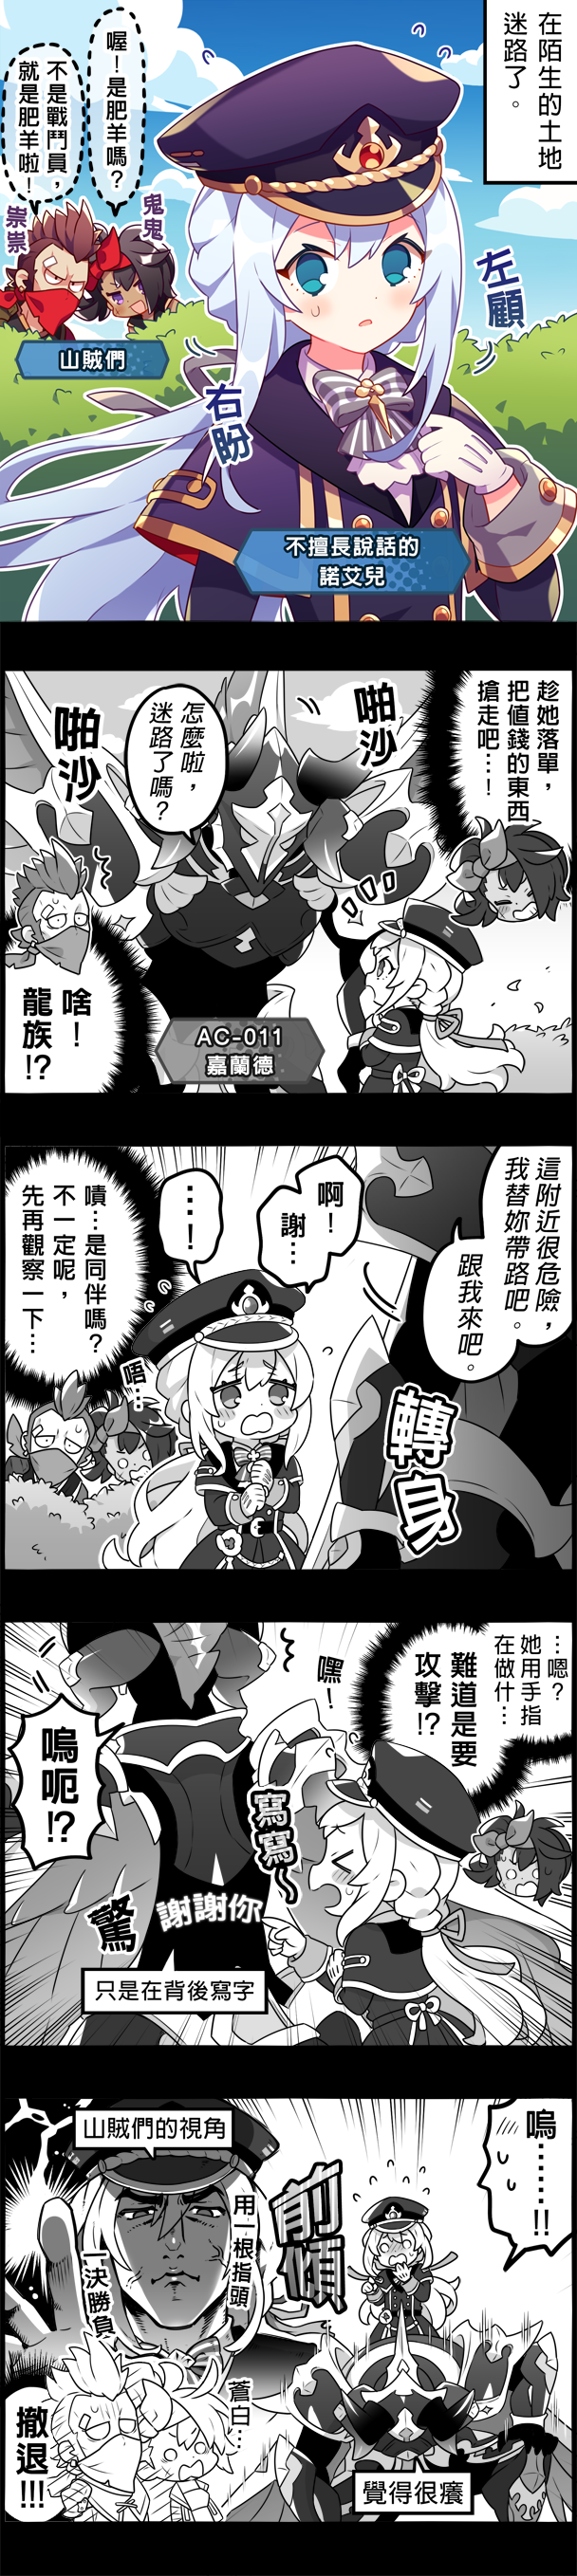 在陌生的土地
迷路了。
左顧
右盼
喔！是肥羊嗎？
鬼鬼
不是戰鬥員，
就是肥羊啦！
祟祟
山賊們
不擅長說話的
諾艾兒
趁她落單，
把值錢的東西
搶走吧…！
啪沙
怎麼啦，
迷路了嗎？
啪沙
啥！
龍族!?
AC-011
嘉蘭德
這附近很危險，
我替妳帶路吧。
跟我來吧。
轉身
啊！
謝…
…！
唔…
嘖…是同伴嗎？
不一定呢，
先再觀察一下…
…嗯？
她用手指
在做什…
難道是要
攻擊!?
嘿！
寫寫～
嗚呃!?
驚
謝謝你
只是在背後寫字
嗚……!!
前傾
覺得很癢
山賊們的視角
用一根指頭
一決勝負
蒼白…
撤退!!!